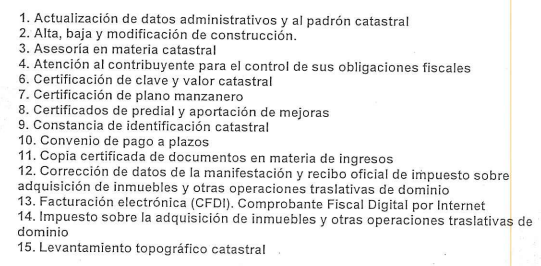 1. Actualización de datos administrativos y al padrón catastral
2. Alta, baja y modificación de construcción.
3. Asesoría en materia catastral
4. Atención al contribuyente para el control de sus obligaciones fiscales
6. Certificación de clave y valor catastral
7. Certificación de plano manzanero
8. Certificados de predial y aportación de mejoras
9. Constancia de identificación catastral
10. Convenio de pago a plazos
11. Copia certificada de documentos en materia de ingresos
12. Corrección de datos de la manifestación y recibo oficial de impuesto sobre
adquisición de inmuebles y otras operaciones traslativas de dominio
13. Facturación electrónica (CFDI). Comprobante Fiscal Digital por Internet
14. Impuesto sobre la adquisición de inmuebles y otras operaciones traslativas de
dominio
15. Levantamiento topográfico catastral